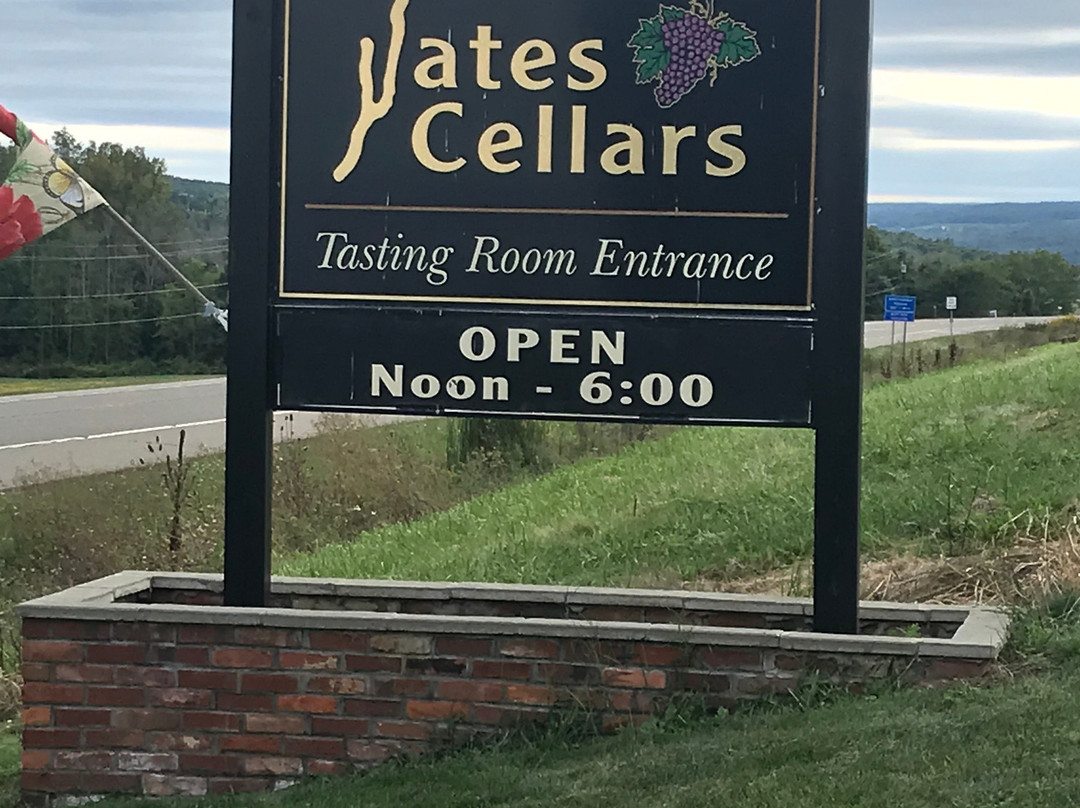 Yates
Cellars
Tasting Room Entrance
OPEN
Noon - 6:00